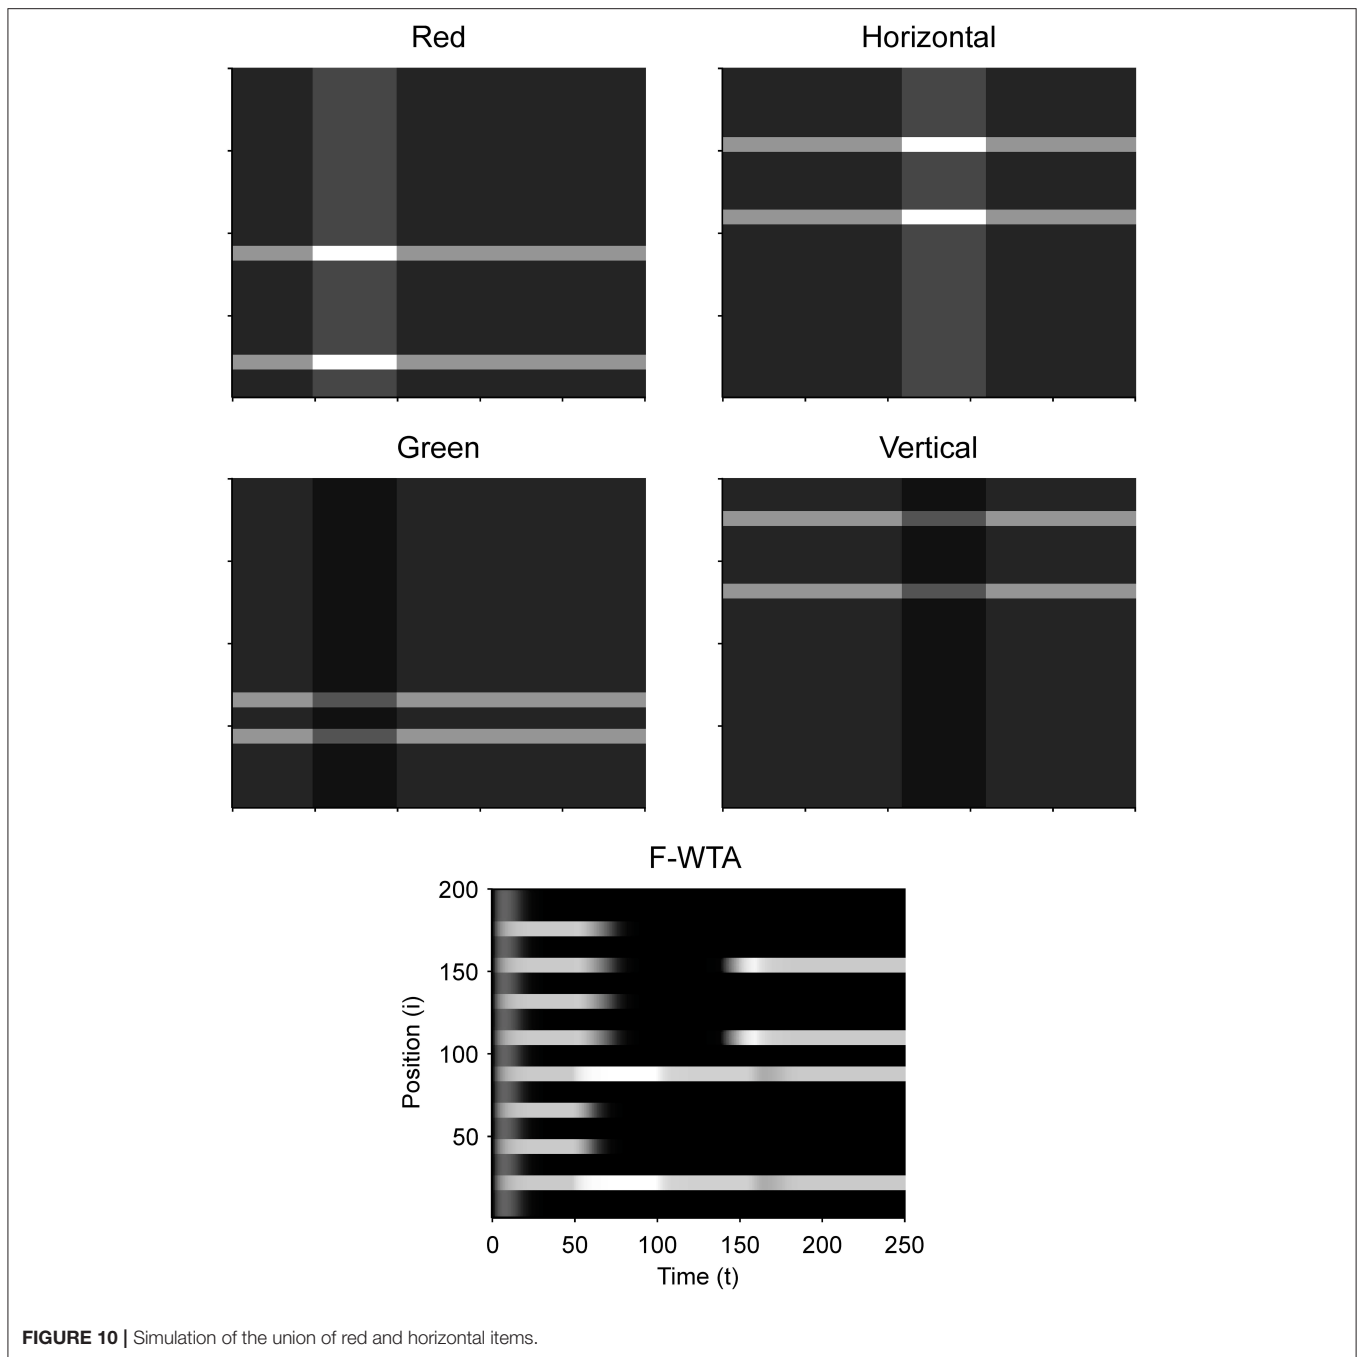 Red
Horizontal
Green
Vertical
F-WTA
200
150
100
50
Position (i)
0 50 100 150 200 250
Time (t)
FIGURE 10 | Simulation of the union of red and horizontal items.